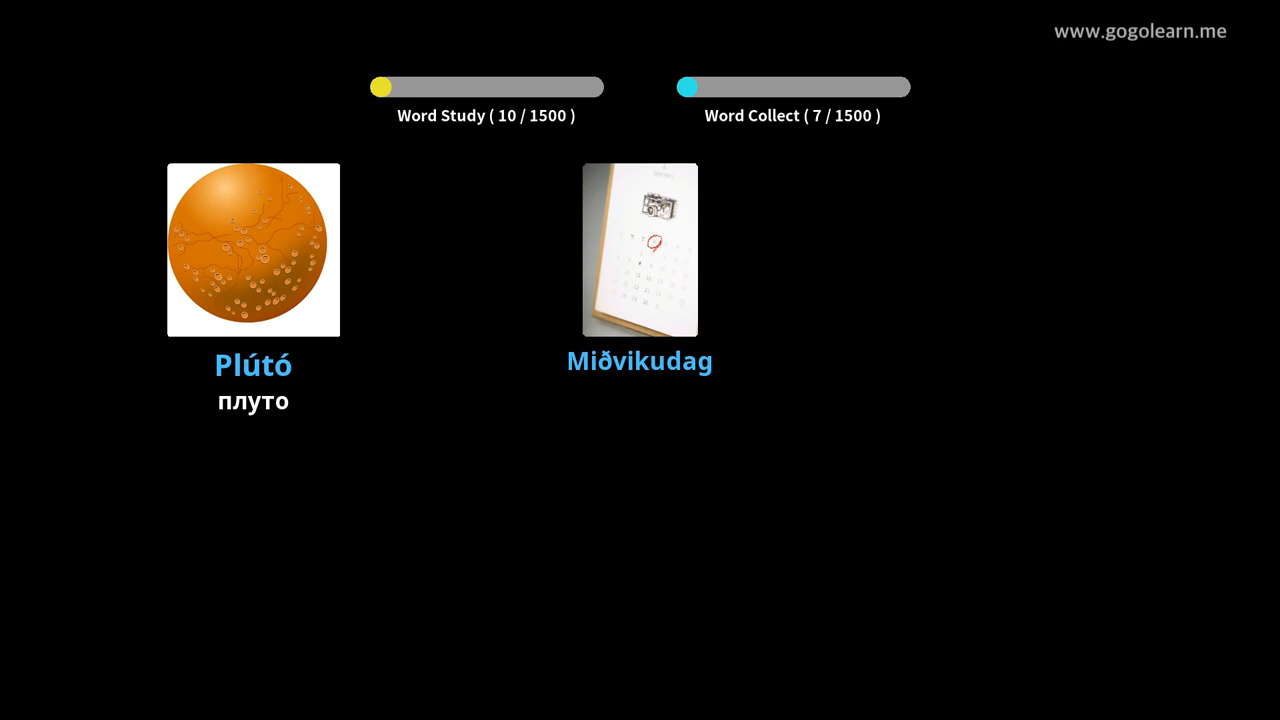 www.gogolearn.me
Word Study ( 10 / 1500 )
Word Collect ( 7 / 1500 )
Plútó
плуто
Miðvikudag